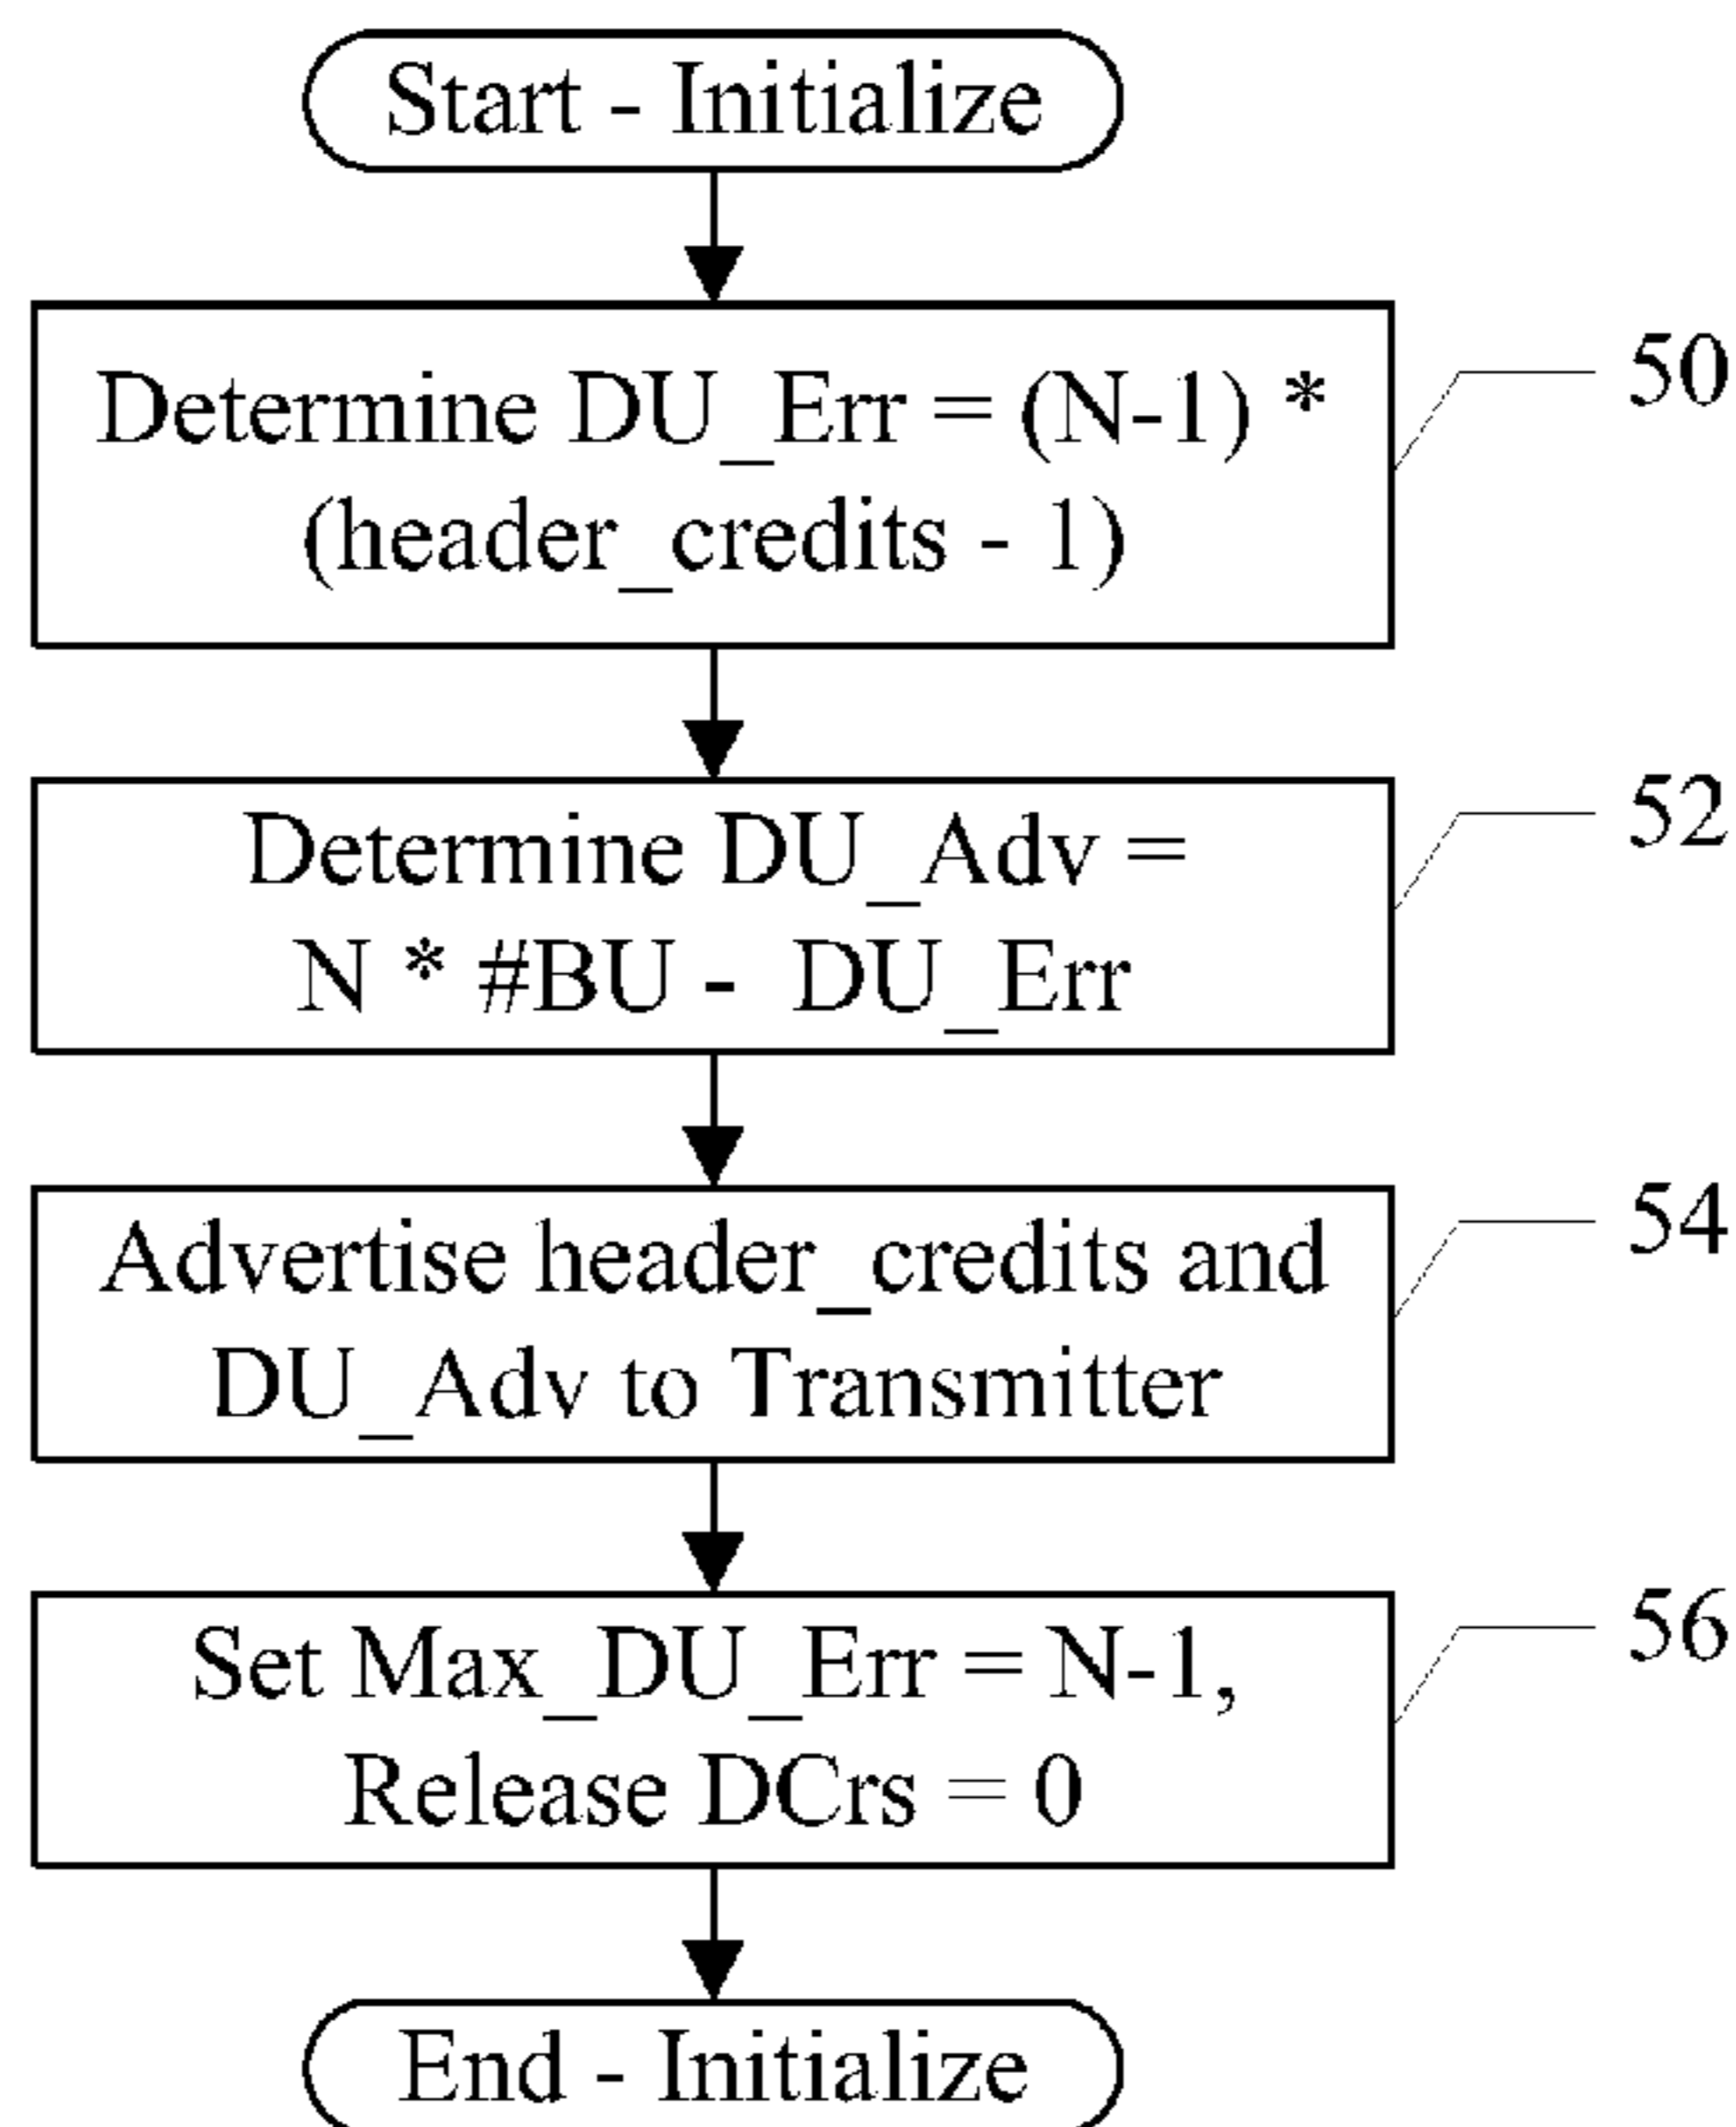 Start - Initialize
Determine DU_Err = (N-1) *
(header_credits - 1)
50
Determine DU_Adv =
N * #BU - DU_Err
52
Advertise header_credits and
DU_Adv to Transmitter
54
Set Max_DU_Err = N-1,
Release DCrs = 0
56
End - Initialize